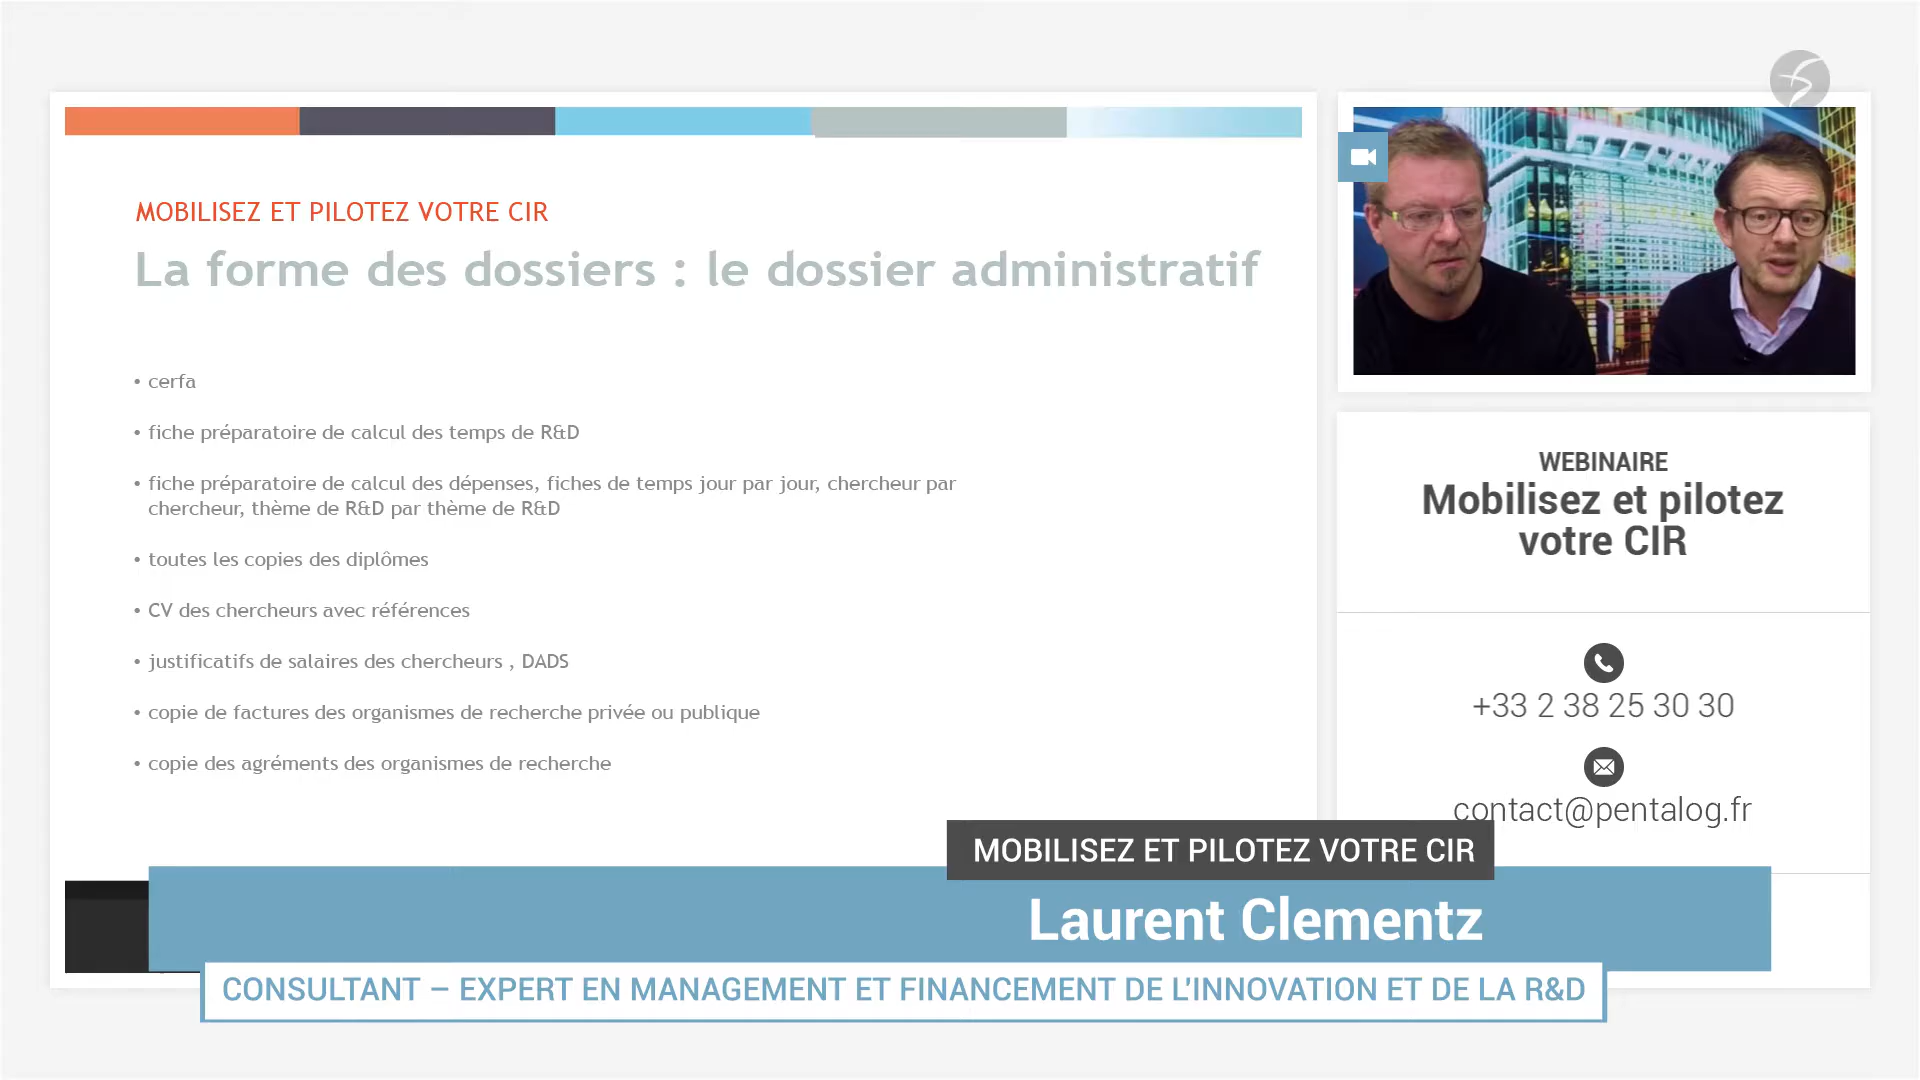 MOBILISEZ ET PILOTEZ VOTRE CIR
La forme des dossiers : le dossier administratif
• cerfa
• fiche préparatoire de calcul des temps de R&D
• fiche préparatoire de calcul des dépenses, fiches de temps jour par jour, chercheur par
chercheur, thème de R&D par thème de R&D
• toutes les copies des diplômes
• CV des chercheurs avec références
• justificatifs de salaires des chercheurs , DADS
• copie de factures des organismes de recherche privée ou publique
• copie des agréments des organismes de recherche
WEBINAIRE
Mobilisez et pilotez
votre CIR
+33 2 38 25 30 30
contact@pentalog.fr
MOBILISEZ ET PILOTEZ VOTRE CIR
Laurent Clementz
CONSULTANT – EXPERT EN MANAGEMENT ET FINANCEMENT DE L'INNOVATION ET DE LA R&D